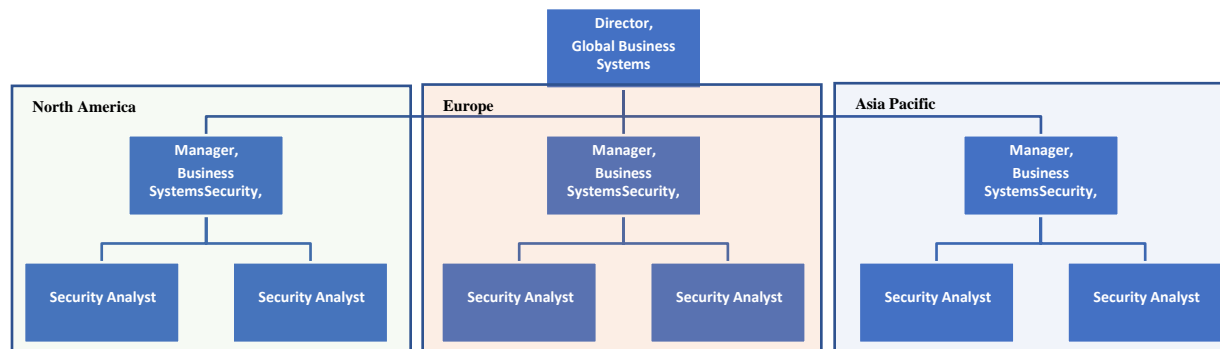 Director,
Global Business
Systems
North America
Europe
Asia Pacific
Manager,
Business
SystemsSecurity,
Manager,
Business
SystemsSecurity,
Manager,
Business
SystemsSecurity,
Security Analyst
Security Analyst
Security Analyst
Security Analyst
Security Analyst
Security Analyst